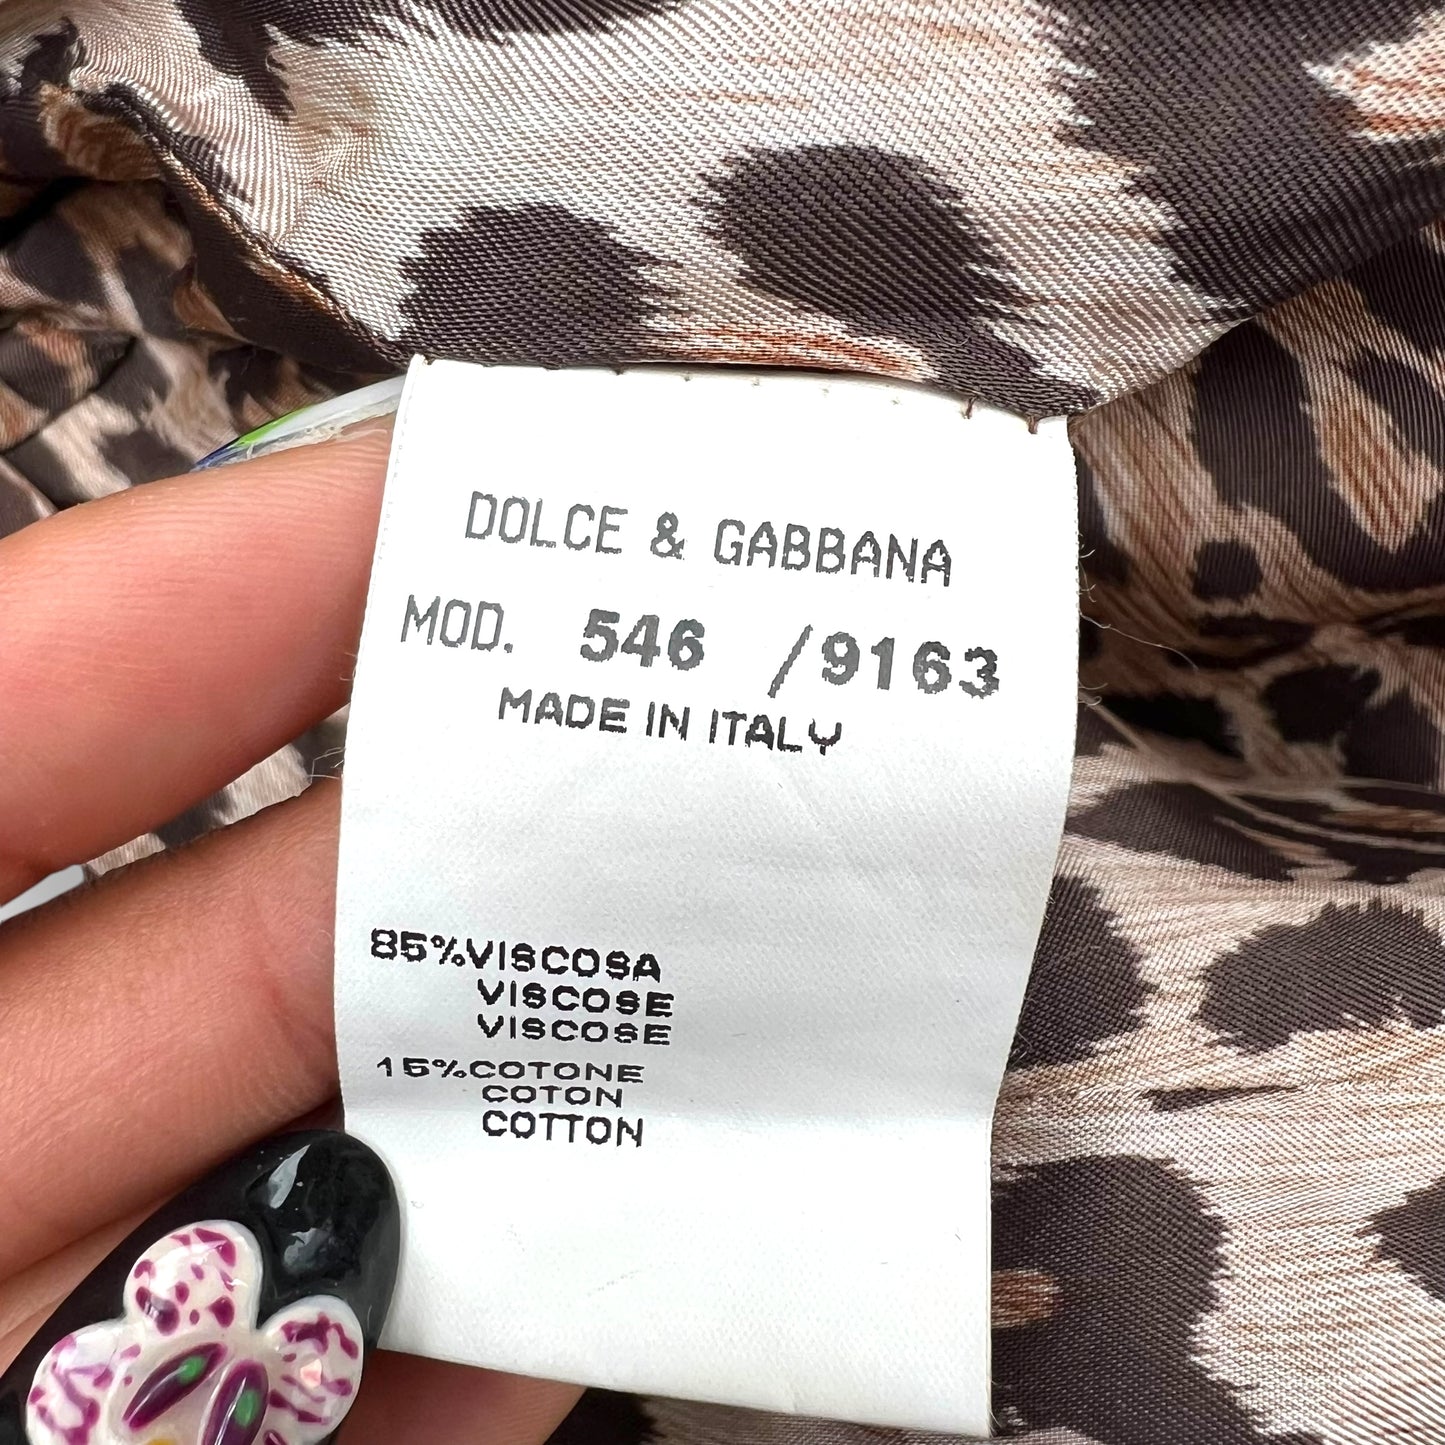 DOLCE & GABBANA
MOD. 546 /9163
MADE IN ITALY
85%VISCOSA
VISCOSE
VISCOSE
15%COTONE
COTON
COTTON